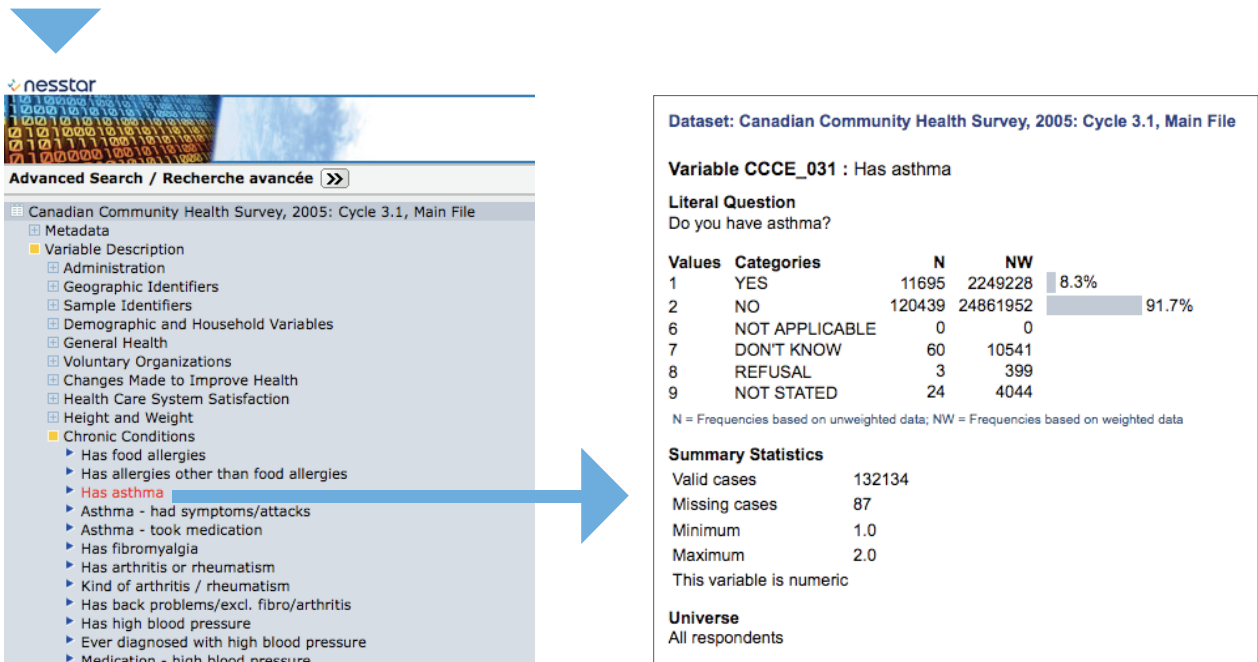 nesstar
Advanced Search / Recherche avancée
Canadian Community Health Survey, 2005: Cycle 3.1, Main File
Metadata
Variable Description
Administration
Geographic Identifiers
Sample Identifiers
Demographic and Household Variables
General Health
Voluntary Organizations
Changes Made to Improve Health
Health Care System Satisfaction
Height and Weight
Chronic Conditions
Has food allergies
Has allergies other than food allergies
Has asthma
Asthma - had symptoms/attacks
Asthma - took medication
Has fibromyalgia
Has arthritis or rheumatism
Kind of arthritis / rheumatism
Has back problems/excl. fibro/arthritis
Has high blood pressure
Ever diagnosed with high blood pressure
Medication - high blood pressure
Dataset: Canadian Community Health Survey, 2005: Cycle 3.1, Main File
Variable CCCE_031 : Has asthma
Literal Question
Do you have asthma?
Values Categories N NW
1 YES 11695 2249228 8.3%
2 NO 120439 24861952 91.7%
6 NOT APPLICABLE 0 0
7 DON'T KNOW 60 10541
8 REFUSAL 3 399
9 NOT STATED 24 4044
N = Frequencies based on unweighted data; NW = Frequencies based on weighted data
Summary Statistics
Valid cases 132134
Missing cases 87
Minimum 1.0
Maximum 2.0
This variable is numeric
Universe
All respondents